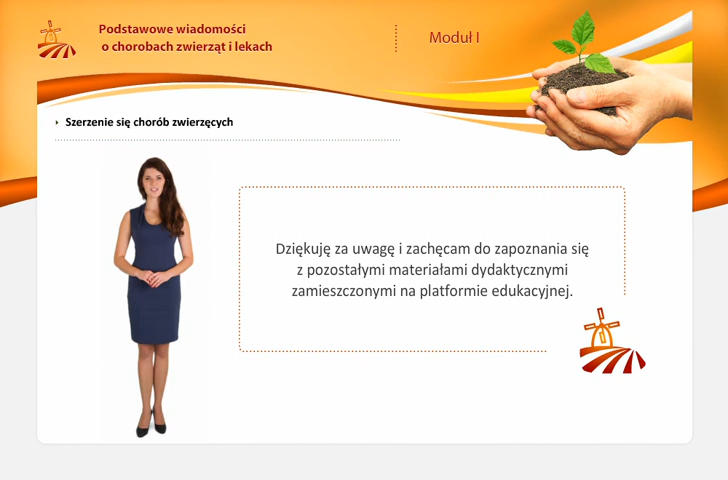 Podstawowe wiadomości
o chorobach zwierząt i lekach
Moduł I
Szerzenie się chorób zwierzęcych
Dziękuję za uwagę i zachęcam do zapoznania się
z pozostałymi materiałami dydaktycznymi
zamieszczonymi na platformie edukacyjnej.